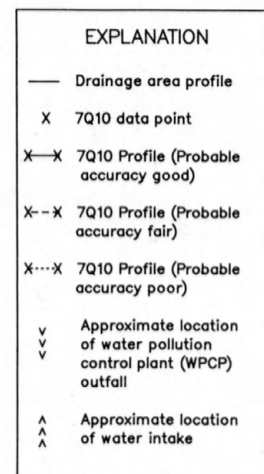 EXPLANATION
Drainage area profile
X 7Q10 data point
X—X 7Q10 Profile (Probable
accuracy good)
X--X 7Q10 Profile (Probable
accuracy fair)
X····X 7Q10 Profile (Probable
accuracy poor)
Approximate location
of water pollution
control plant (WPCP)
outfall
Approximate location
of water intake